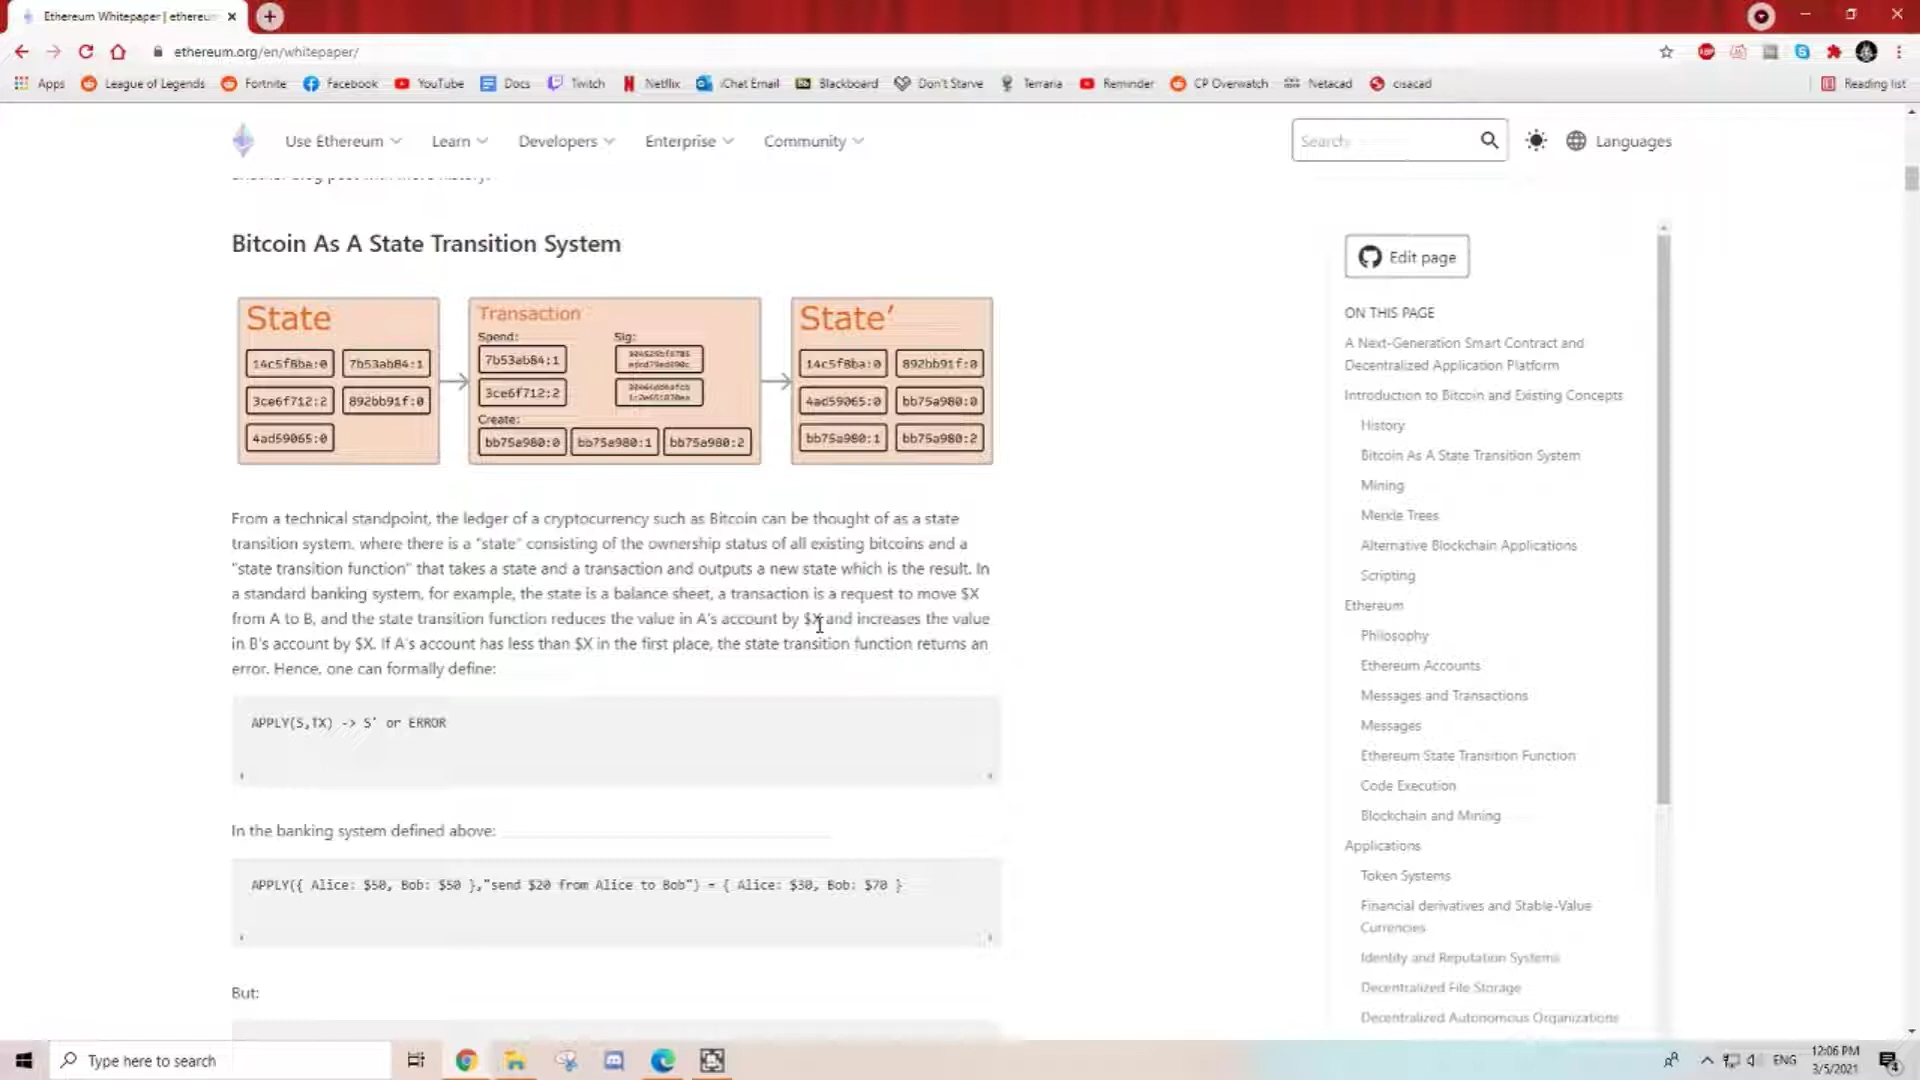 Ethereum Whitepaper | ethereu
ethereum.org/en/whitepaper/
Apps League of Legends Fortnite Facebook YouTube Docs Twitch Netflix iChat Email Blackboard Don't Starve Terraria Reminder CP Overwatch Netacad cisacad Reading list
Use Ethereum Learn Developers Enterprise Community Search Languages
another blog post with more history.
Bitcoin As A State Transition System
State
14c5f8ba:0 7b53ab84:1
3ce6f712:2 892bb91f:0
4ad59065:0
Transaction
Spend: Sig:
7b53ab84:1
3ce6f712:2
Create:
bb75a980:0 bb75a980:1 bb75a980:2
State'
14c5f8ba:0 892bb91f:0
4ad59065:0 bb75a980:0
bb75a980:1 bb75a980:2
From a technical standpoint, the ledger of a cryptocurrency such as Bitcoin can be thought of as a state
transition system, where there is a "state" consisting of the ownership status of all existing bitcoins and a
"state transition function" that takes a state and a transaction and outputs a new state which is the result. In
a standard banking system, for example, the state is a balance sheet, a transaction is a request to move $X
from A to B, and the state transition function reduces the value in A's account by $X and increases the value
in B's account by $X. If A's account has less than $X in the first place, the state transition function returns an
error. Hence, one can formally define:
APPLY(S,TX) -> S' or ERROR
In the banking system defined above:
APPLY({ Alice: $50, Bob: $50 },"send $20 from Alice to Bob") = { Alice: $30, Bob: $70 }
But:
Edit page
ON THIS PAGE
A Next-Generation Smart Contract and
Decentralized Application Platform
Introduction to Bitcoin and Existing Concepts
History
Bitcoin As A State Transition System
Mining
Merkle Trees
Alternative Blockchain Applications
Scripting
Ethereum
Philosophy
Ethereum Accounts
Messages and Transactions
Messages
Ethereum State Transition Function
Code Execution
Blockchain and Mining
Applications
Token Systems
Financial derivatives and Stable-Value
Currencies
Identity and Reputation Systems
Decentralized File Storage
Decentralized Autonomous Organizations
Type here to search
ENG
12:06 PM
3/5/2021
4